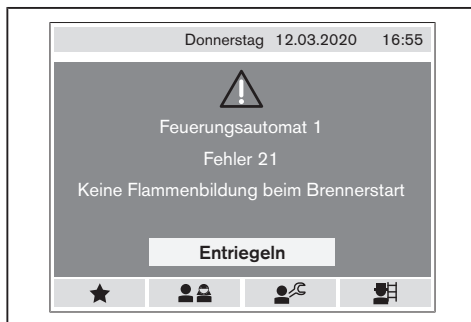 Donnerstag 12.03.2020 16:55
Feuerungsautomat 1
Fehler 21
Keine Flammenbildung beim Brennerstart
Entriegeln